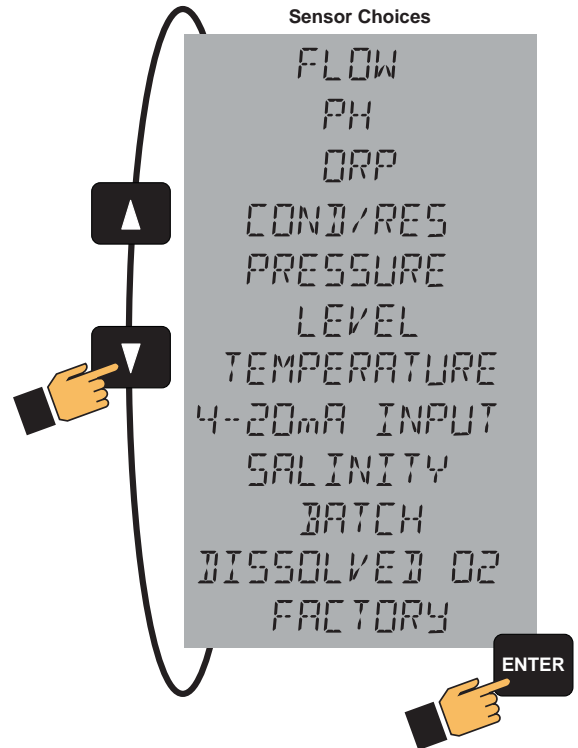 Sensor Choices
FLOW
PH
ORP
COND/RES
PRESSURE
LEVEL
TEMPERATURE
4-20mA INPUT
SALINITY
BATCH
DISSOLVED O2
FACTORY
ENTER